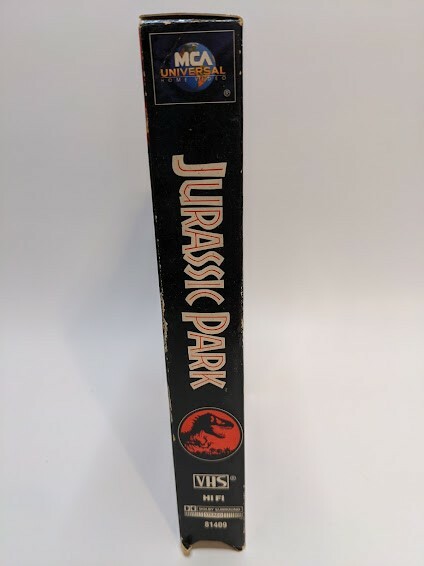 MCA
UNIVERSAL
HOME VIDEO
®
JURASSIC PARK
VHS®
HI FI
DOLBY SURROUND
81409